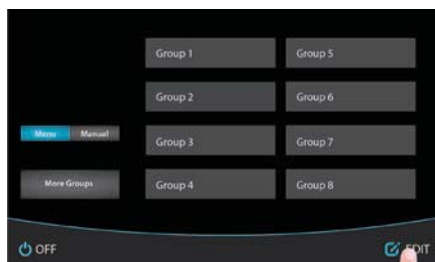 Group 1
Group 5
Group 2
Group 6
Menu
Manual
Group 3
Group 7
More Groups
Group 4
Group 8
OFF
EDIT